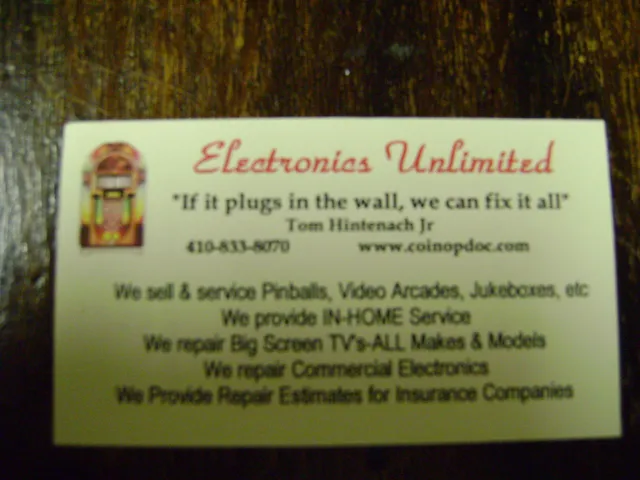 Electronics Unlimited
"If it plugs in the wall, we can fix it all"
Tom Hintenach Jr
410-833-8070 www.coinopdoc.com
We sell & service Pinballs, Video Arcades, Jukeboxes, etc
We provide IN-HOME Service
We repair Big Screen TV's-ALL Makes & Models
We repair Commercial Electronics
We Provide Repair Estimates for Insurance Companies